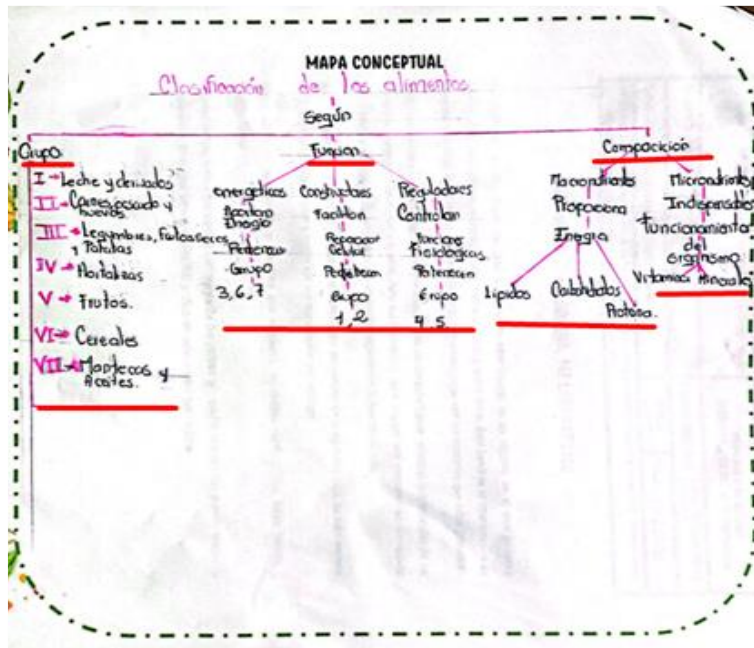 MAPA CONCEPTUAL
Clasificación de los alimentos
Según
Grupo
I → Leche y derivados
II → Carnes, pescado y
huevos
III → Legumbres, Frutos secos
y Patatas
IV → Hortalizas
V → Frutos.
VI → Cereales
VII → Mantecas y
Aceites.
Función
energéticos
Aportan
Energía
Pertenecen
Grupo
3, 6, 7
Constructores
Facilitan
Reparación
Celular
Pertenecen
Grupo
1, 2
Reguladores
Controlan
Funciones
Fisiológicas
Pertenecen
Grupo
4 5
Composición
Macronutrientes
Proporciona
Energía
Lípidos
Carbohidratos
Proteína.
Micronutrientes
Indispensables
Funcionamiento
del
organismo
Vitaminas Minerales